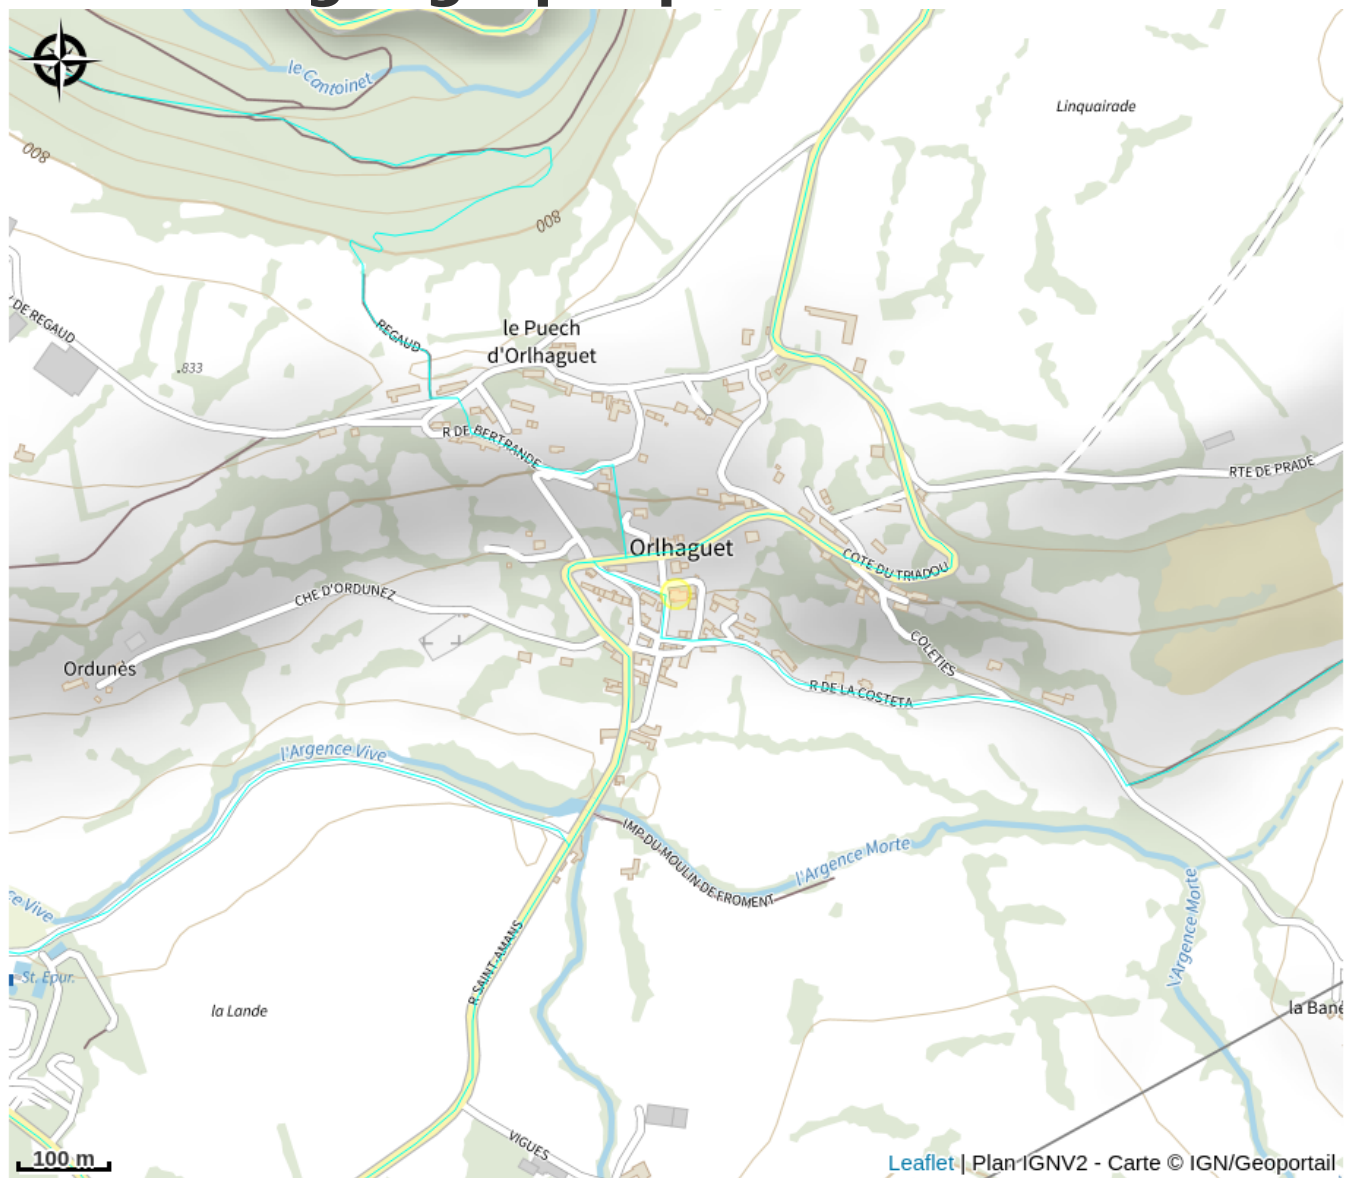 le Cantoinet
Linquairade
800
800
DE REGAUD
REGAUD
le Puech
d'Orlhaguet
.833
R DE BERTRANDE
RTE DE PRADE
Orlhaguet
COTE DU TRIADOU
CHE D'ORDUNEZ
COLETIES
Ordunès
R DE LA COSTETA
l'Argence Vive
IMP DU MOULIN DE FROMENT
l'Argence Morte
ce Vive
l'Argence Morte
R SAINT-AMANS
St. Epur.
la Lande
la Bane
VIGUES
100 m
Leaflet | Plan IGNV2 - Carte © IGN/Geoportail